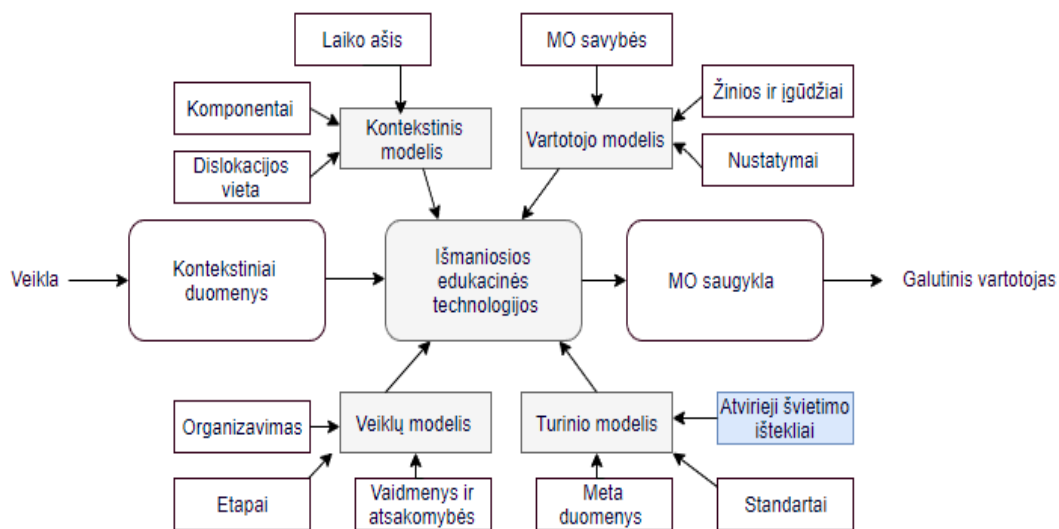 Laiko ašis
MO savybės
Komponentai
Žinios ir įgūdžiai
Kontekstinis
modelis
Vartotojo modelis
Dislokacijos
vieta
Nustatymai
Veikla
Kontekstiniai
duomenys
Išmaniosios
edukacinės
technologijos
MO saugykla
Galutinis vartotojas
Organizavimas
Veiklų modelis
Turinio modelis
Atvirieji švietimo
ištekliai
Etapai
Vaidmenys ir
atsakomybės
Meta
duomenys
Standartai